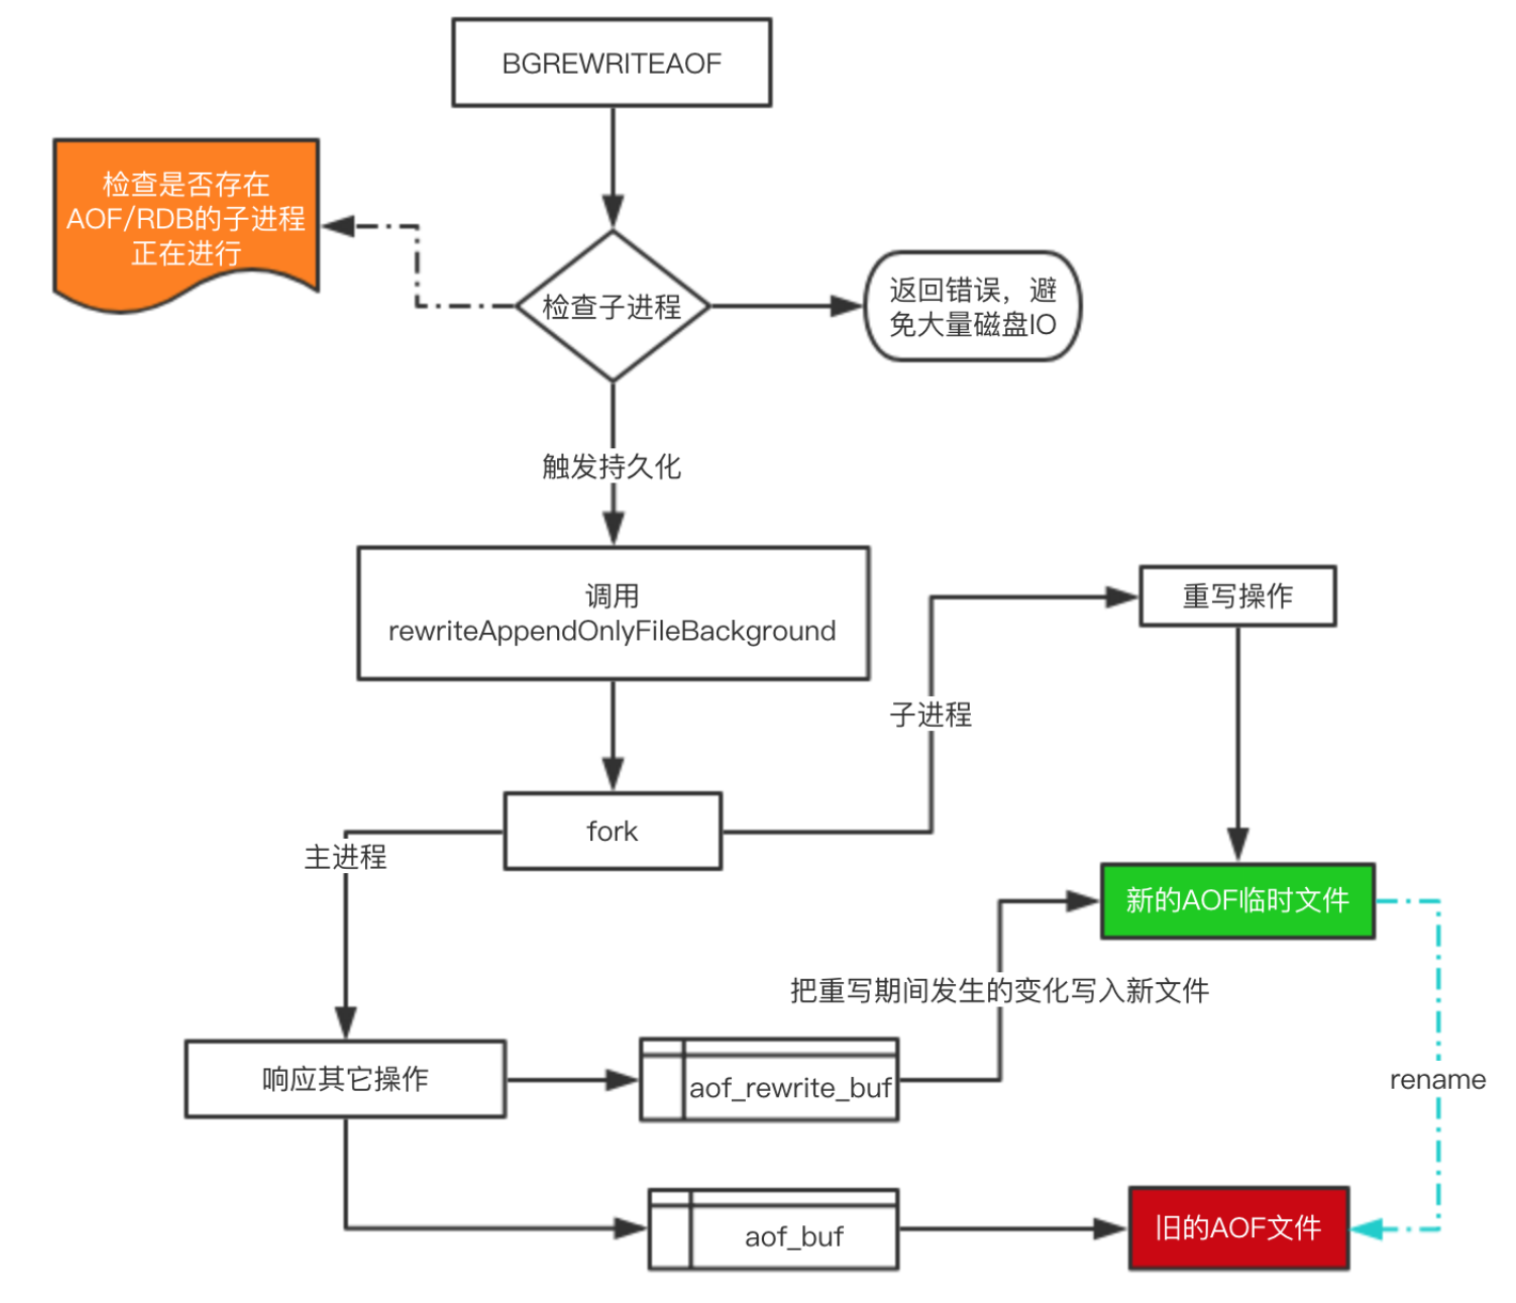 BGREWRITEAOF
检查是否存在
AOF/RDB的子进程
正在进行
检查子进程
返回错误，避
免大量磁盘IO
触发持久化
调用
rewriteAppendOnlyFileBackground
重写操作
子进程
fork
主进程
新的AOF临时文件
把重写期间发生的变化写入新文件
响应其它操作
aof_rewrite_buf
rename
aof_buf
旧的AOF文件